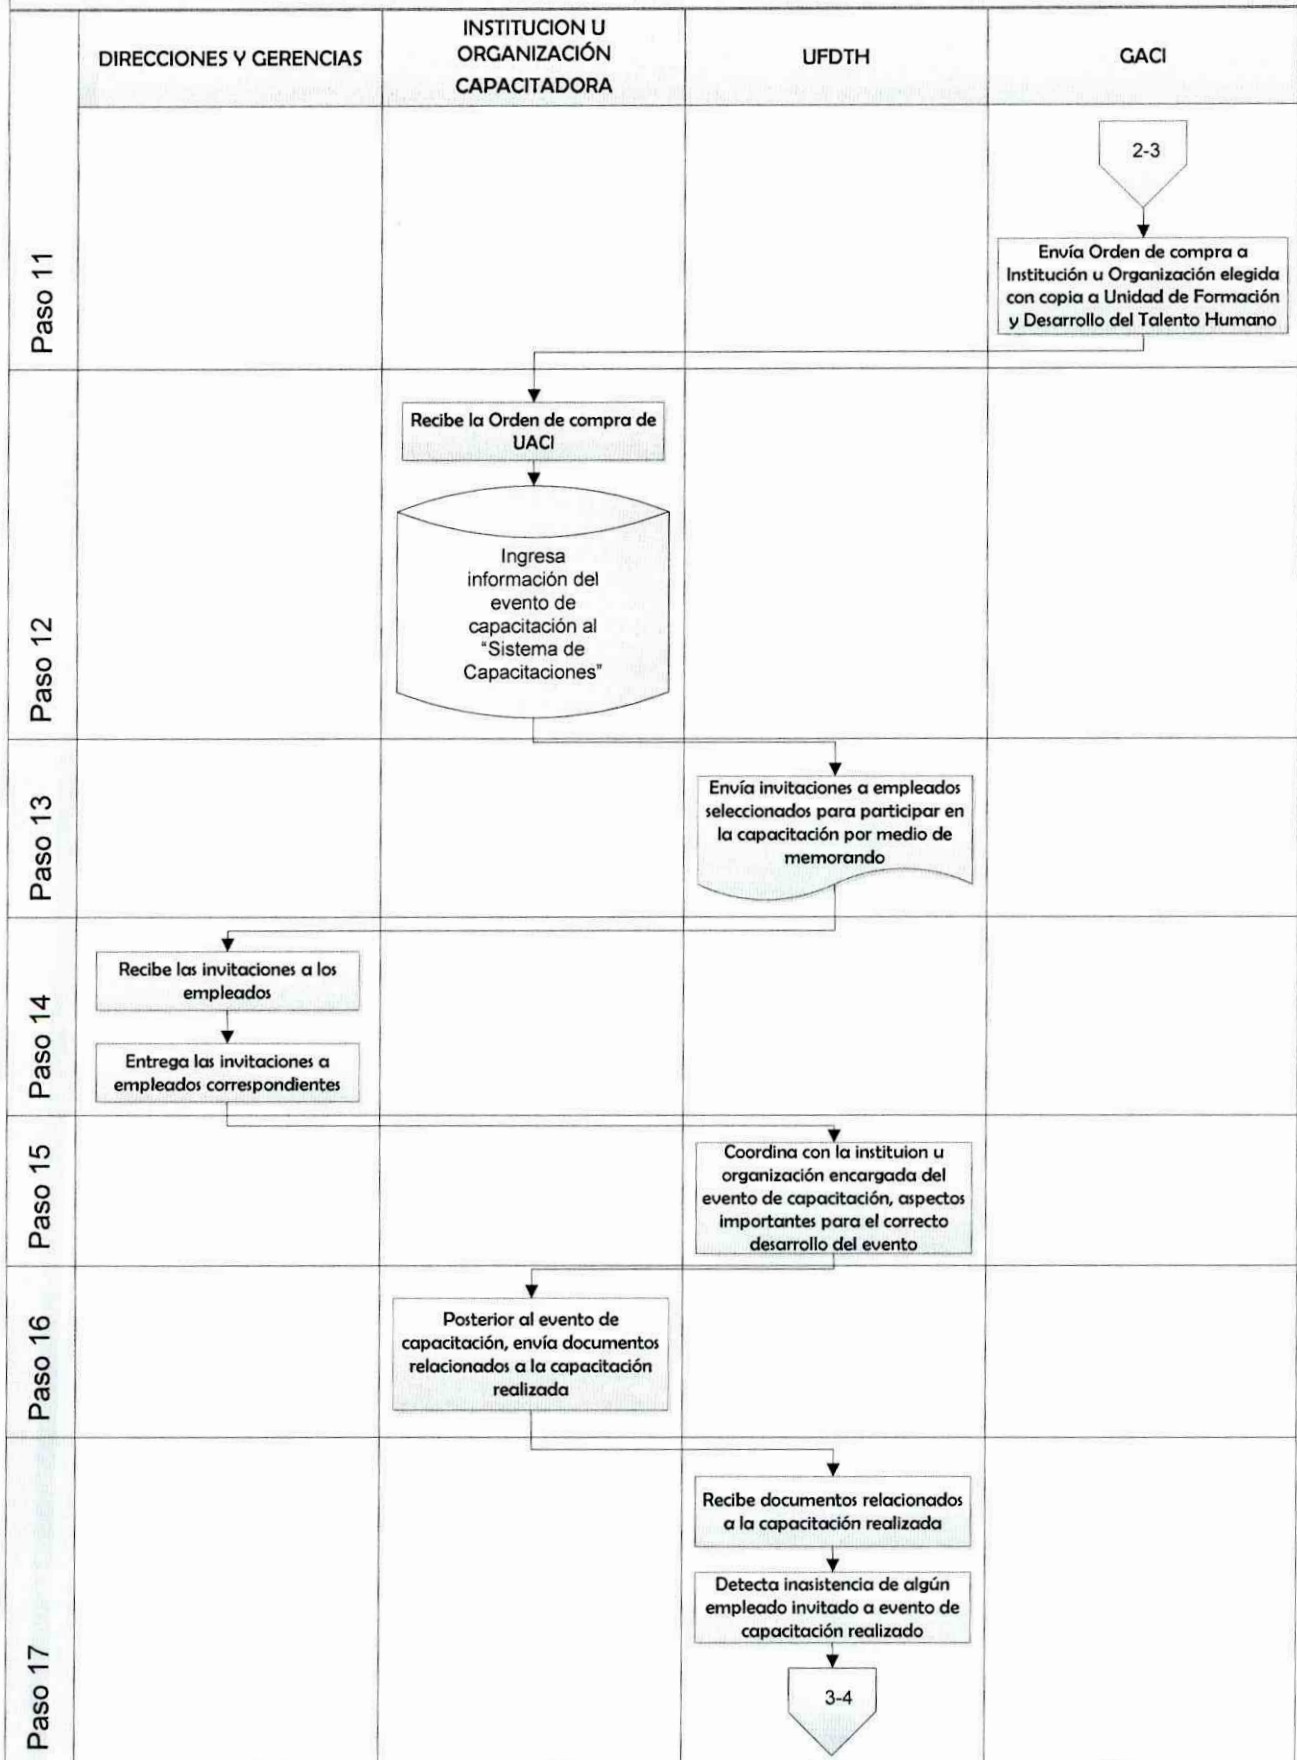 DIRECCIONES Y GERENCIAS
INSTITUCION U
ORGANIZACIÓN
CAPACITADORA
UFDTH
GACI
Paso 11
2-3
Envía Orden de compra a
Institución u Organización elegida
con copia a Unidad de Formación
y Desarrollo del Talento Humano
Paso 12
Recibe la Orden de compra de
UACI
Ingresa
información del
evento de
capacitación al
"Sistema de
Capacitaciones"
Paso 13
Envía invitaciones a empleados
seleccionados para participar en
la capacitación por medio de
memorando
Paso 14
Recibe las invitaciones a los
empleados
Entrega las invitaciones a
empleados correspondientes
Paso 15
Coordina con la instituion u
organización encargada del
evento de capacitación, aspectos
importantes para el correcto
desarrollo del evento
Paso 16
Posterior al evento de
capacitación, envía documentos
relacionados a la capacitación
realizada
Paso 17
Recibe documentos relacionados
a la capacitación realizada
Detecta inasistencia de algún
empleado invitado a evento de
capacitación realizado
3-4